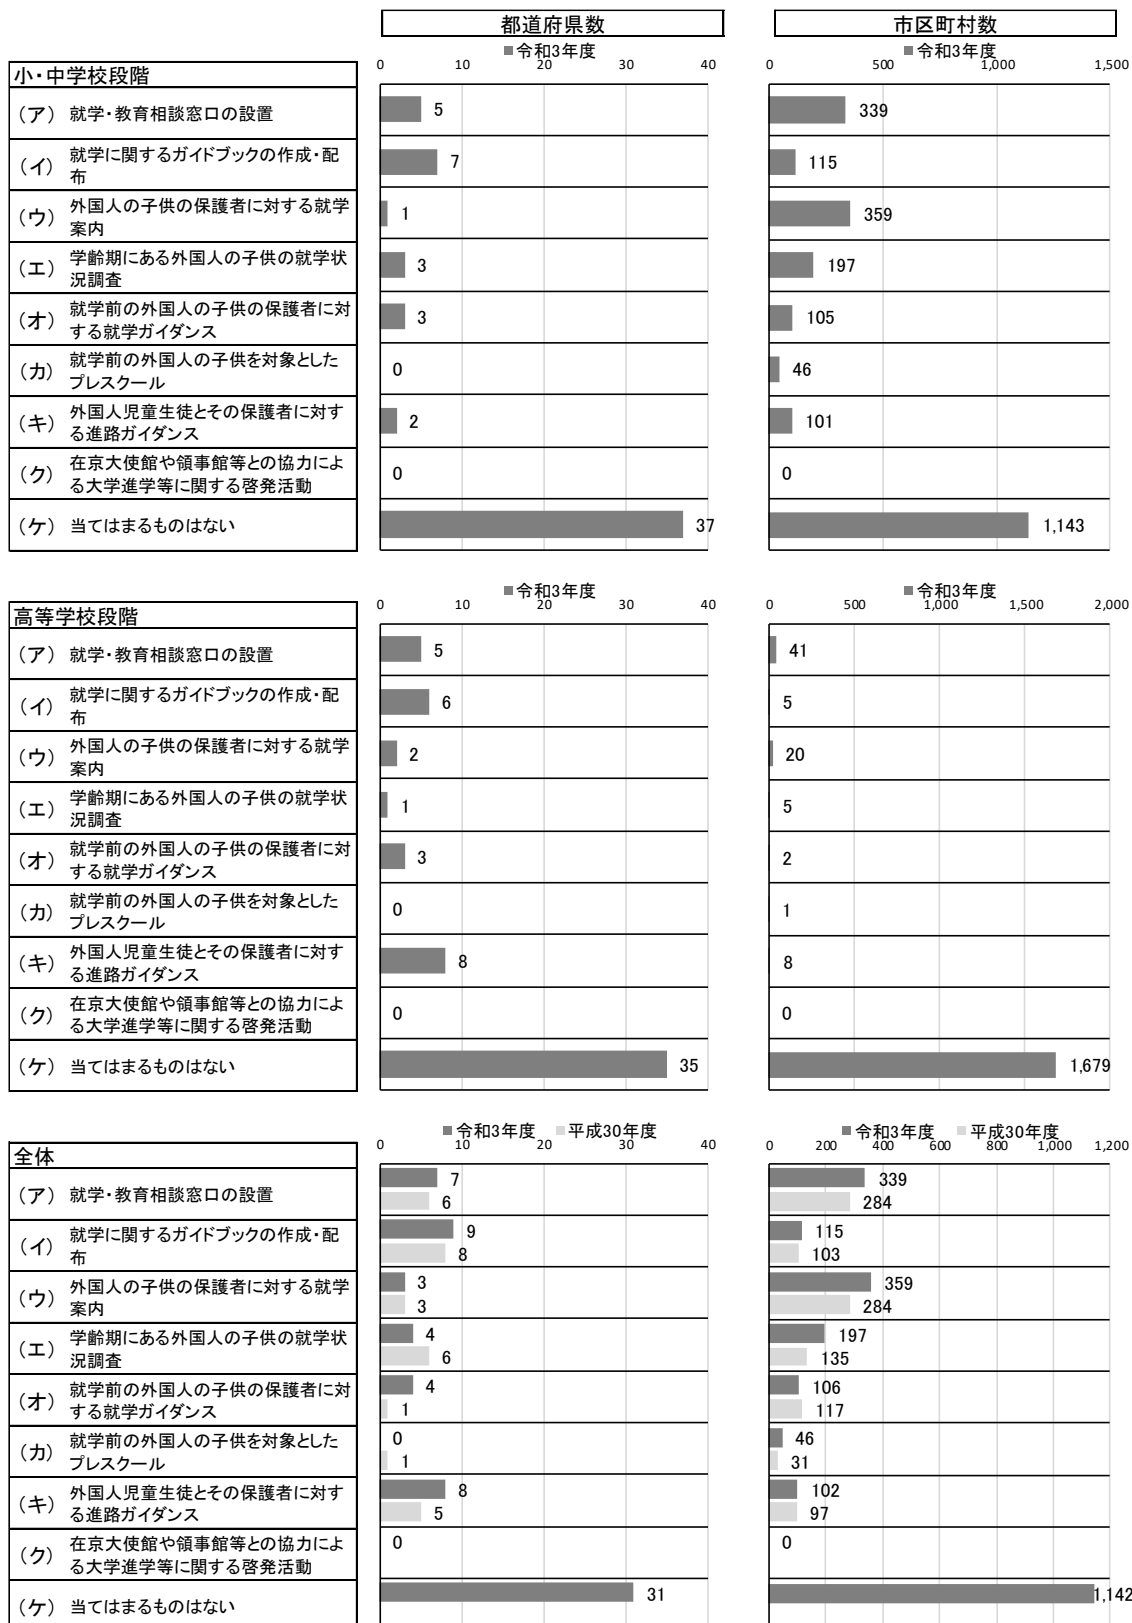 都道府県数
市区町村数
■令和3年度
■令和3年度
0 10 20 30 40
0 500 1,000 1,500
小・中学校段階
(ア) 就学・教育相談窓口の設置 5 339
(イ) 就学に関するガイドブックの作成・配
布 7 115
(ウ) 外国人の子供の保護者に対する就学
案内 1 359
(エ) 学齢期にある外国人の子供の就学状
況調査 3 197
(オ) 就学前の外国人の子供の保護者に対
する就学ガイダンス 3 105
(カ) 就学前の外国人の子供を対象とした
プレスクール 0 46
(キ) 外国人児童生徒とその保護者に対す
る進路ガイダンス 2 101
(ク) 在京大使館や領事館等との協力によ
る大学進学等に関する啓発活動 0 0
(ケ) 当てはまるものはない 37 1,143
■令和3年度
■令和3年度
0 10 20 30 40
0 500 1,000 1,500 2,000
高等学校段階
(ア) 就学・教育相談窓口の設置 5 41
(イ) 就学に関するガイドブックの作成・配
布 6 5
(ウ) 外国人の子供の保護者に対する就学
案内 2 20
(エ) 学齢期にある外国人の子供の就学状
況調査 1 5
(オ) 就学前の外国人の子供の保護者に対
する就学ガイダンス 3 2
(カ) 就学前の外国人の子供を対象とした
プレスクール 0 1
(キ) 外国人児童生徒とその保護者に対す
る進路ガイダンス 8 8
(ク) 在京大使館や領事館等との協力によ
る大学進学等に関する啓発活動 0 0
(ケ) 当てはまるものはない 35 1,679
■令和3年度 ■平成30年度
■令和3年度 ■平成30年度
0 10 20 30 40
0 200 400 600 800 1,000 1,200
全体
(ア) 就学・教育相談窓口の設置 7 6 339 284
(イ) 就学に関するガイドブックの作成・配
布 9 8 115 103
(ウ) 外国人の子供の保護者に対する就学
案内 3 3 359 284
(エ) 学齢期にある外国人の子供の就学状
況調査 4 6 197 135
(オ) 就学前の外国人の子供の保護者に対
する就学ガイダンス 4 1 106 117
(カ) 就学前の外国人の子供を対象とした
プレスクール 0 1 46 31
(キ) 外国人児童生徒とその保護者に対す
る進路ガイダンス 8 5 102 97
(ク) 在京大使館や領事館等との協力によ
る大学進学等に関する啓発活動 0 0
(ケ) 当てはまるものはない 31 1,142